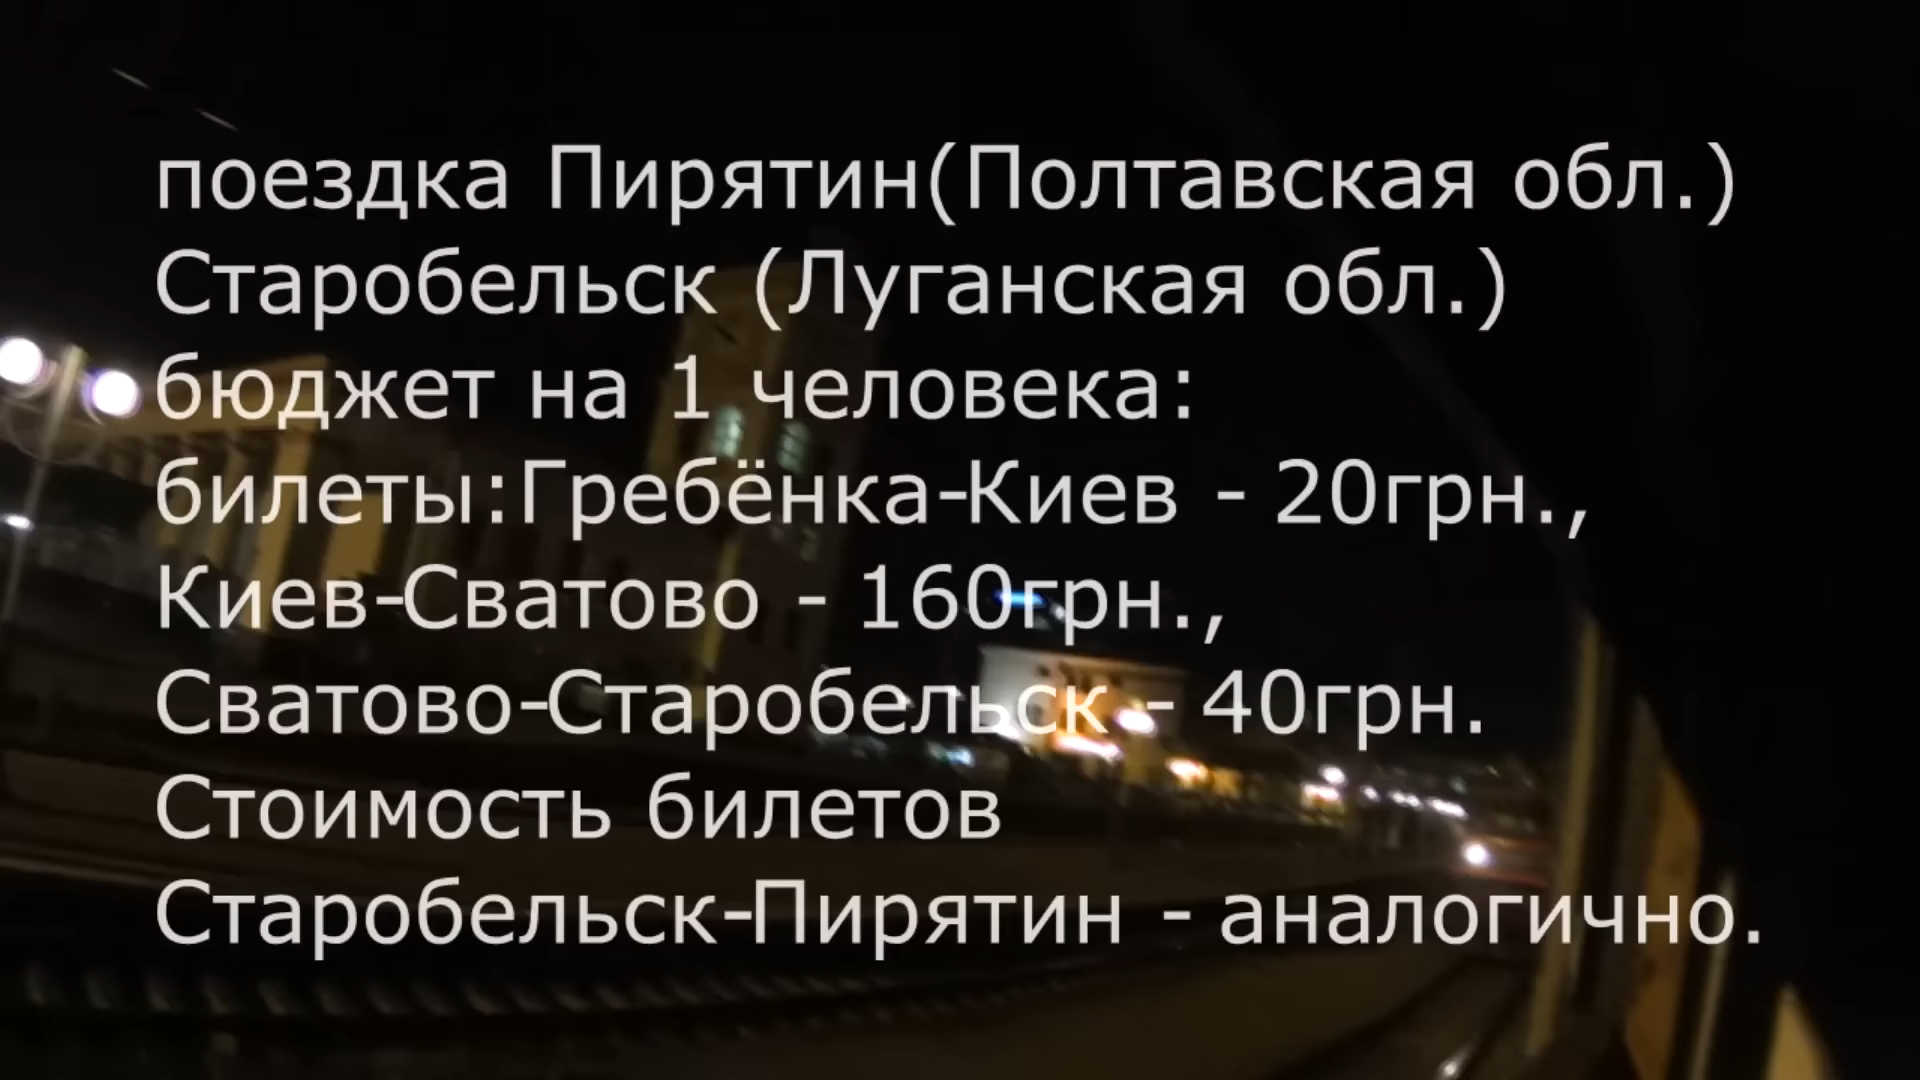 поездка Пирятин(Полтавская обл.)
Старобельск (Луганская обл.)
бюджет на 1 человека:
билеты:Гребёнка-Киев - 20грн.,
Киев-Сватово - 160грн.,
Сватово-Старобельск - 40грн.
Стоимость билетов
Старобельск-Пирятин - аналогично.